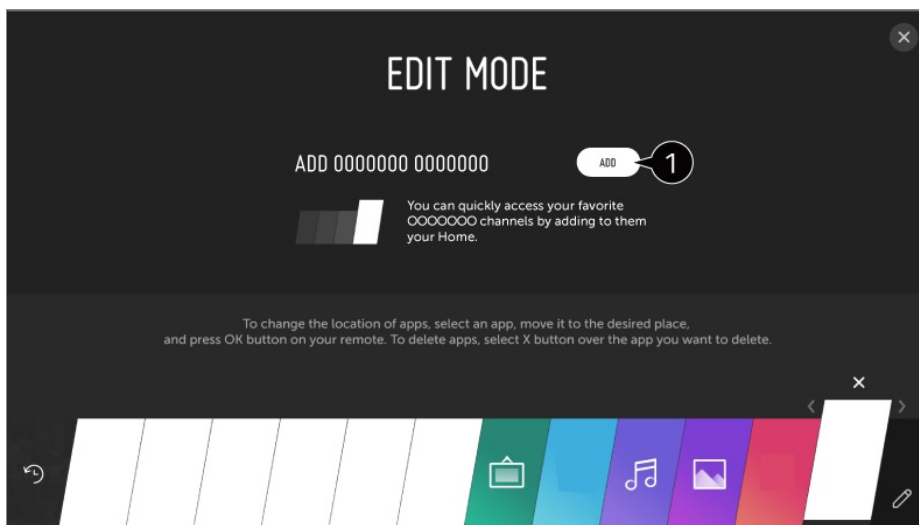 EDIT MODE
ADD OOOOOOO OOOOOOO
ADD
1
You can quickly access your favorite
OOOOOOO channels by adding to them
your Home.
To change the location of apps, select an app, move it to the desired place,
and press OK button on your remote. To delete apps, select X button over the app you want to delete.